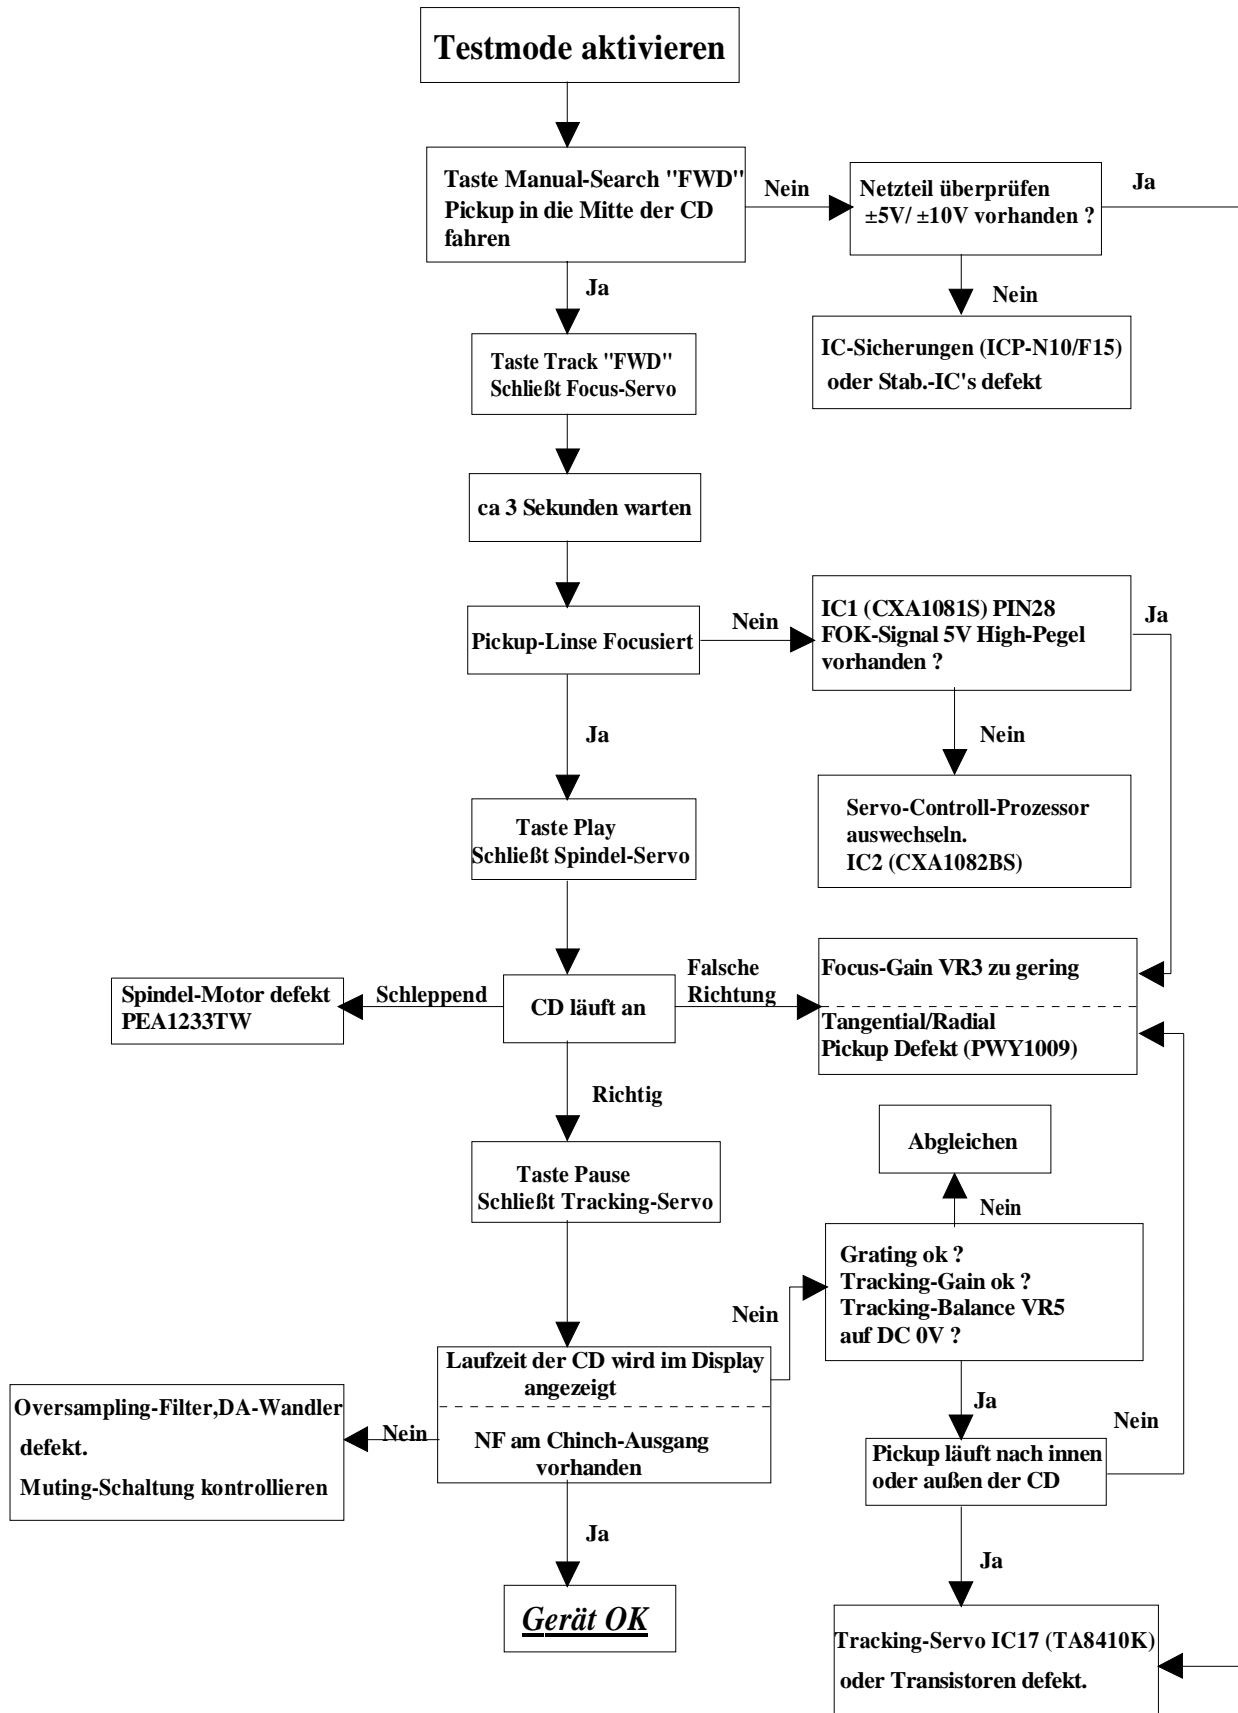 Testmode aktivieren
Taste Manual-Search "FWD"
Pickup in die Mitte der CD
fahren
Nein
Netzteil überprüfen
±5V/ ±10V vorhanden ?
Ja
Ja
Nein
IC-Sicherungen (ICP-N10/F15)
oder Stab.-IC's defekt
Taste Track "FWD"
Schließt Focus-Servo
ca 3 Sekunden warten
Pickup-Linse Focusiert
Nein
IC1 (CXA1081S) PIN28
FOK-Signal 5V High-Pegel
vorhanden ?
Ja
Ja
Nein
Servo-Controll-Prozessor
auswechseln.
IC2 (CXA1082BS)
Taste Play
Schließt Spindel-Servo
Spindel-Motor defekt
PEA1233TW
Schleppend
CD läuft an
Falsche
Richtung
Focus-Gain VR3 zu gering
Tangential/Radial
Pickup Defekt (PWY1009)
Richtig
Abgleichen
Nein
Taste Pause
Schließt Tracking-Servo
Grating ok ?
Tracking-Gain ok ?
Tracking-Balance VR5
auf DC 0V ?
Nein
Laufzeit der CD wird im Display
angezeigt
NF am Chinch-Ausgang
vorhanden
Nein
Oversampling-Filter,DA-Wandler
defekt.
Muting-Schaltung kontrollieren
Ja
Nein
Pickup läuft nach innen
oder außen der CD
Ja
Ja
Gerät OK
Tracking-Servo IC17 (TA8410K)
oder Transistoren defekt.